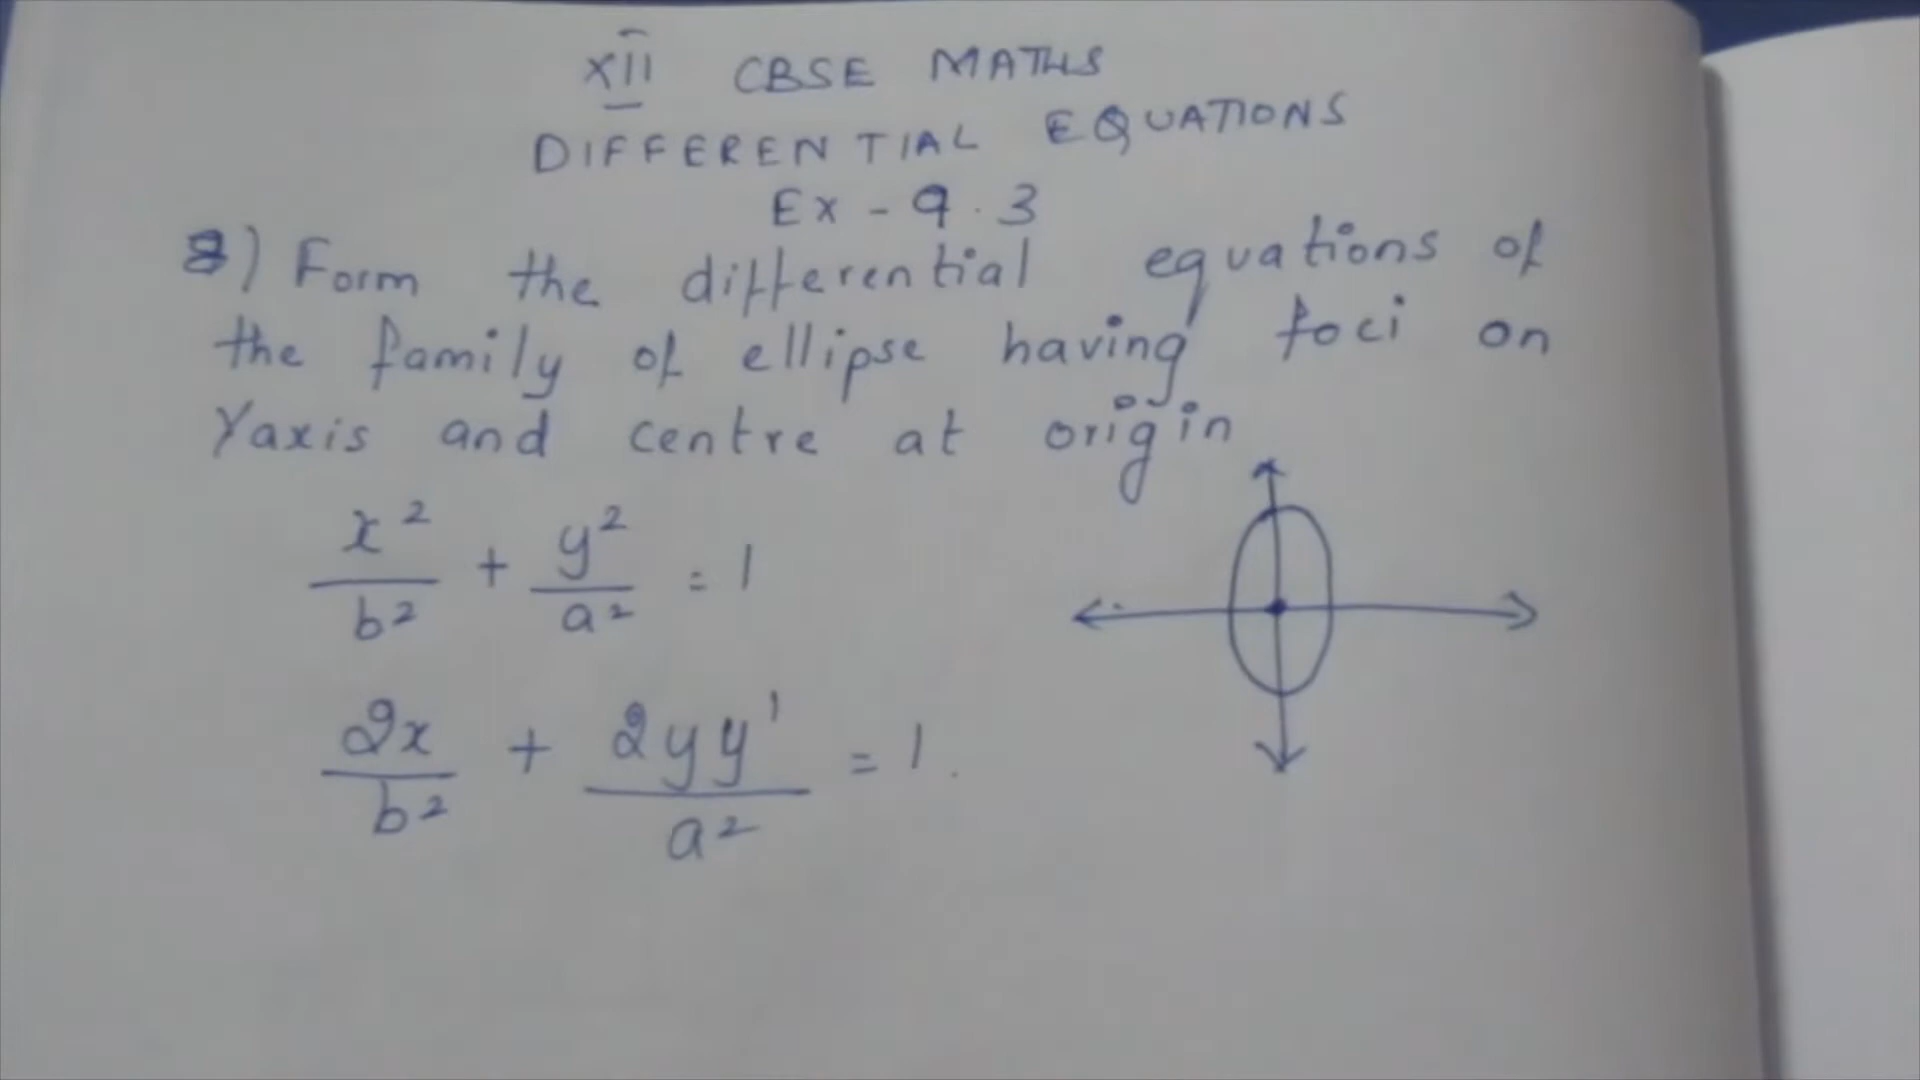 XII CBSE MATHS
DIFFERENTIAL EQUATIONS
Ex - 9.3
8) Form the differential equations of
the family of ellipse having foci on
Yaxis and centre at origin
x²/b² + y²/a² = 1
2x/b² + 2yy'/a² = 1.